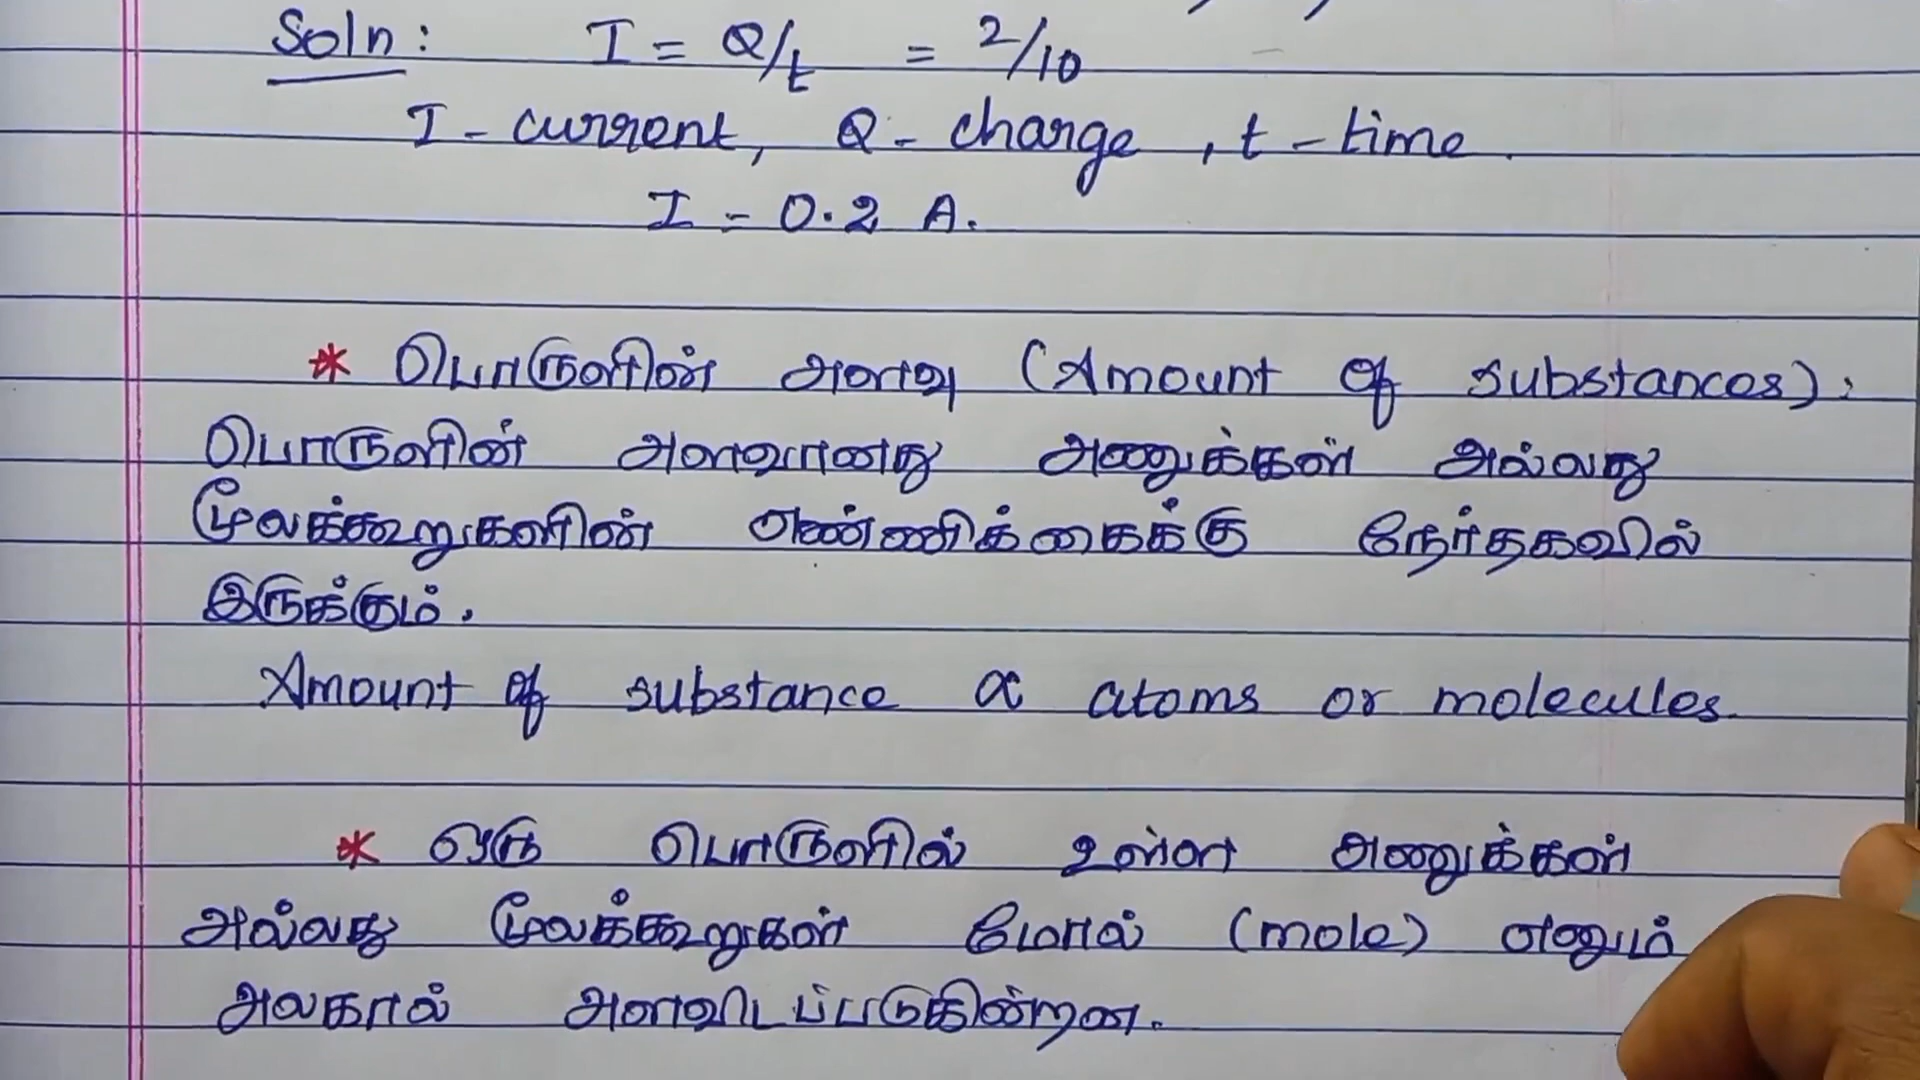 Soln: I = Q/t = 2/10
I - current, Q - charge, t - time.
I = 0.2 A.
* பொருளின் அளவு (Amount of substances):
பொருளின் அளவானது அணுக்கள் அல்லது
மூலக்கூறுகளின் எண்ணிக்கைக்கு நேர்தகவில்
இருக்கும்.
Amount of substance ∝ atoms or molecules.
* ஒரு பொருளில் உள்ள அணுக்கள்
அல்லது மூலக்கூறுகள் மோல் (mole) எனும்
அலகால் அளவிடப்படுகின்றன.